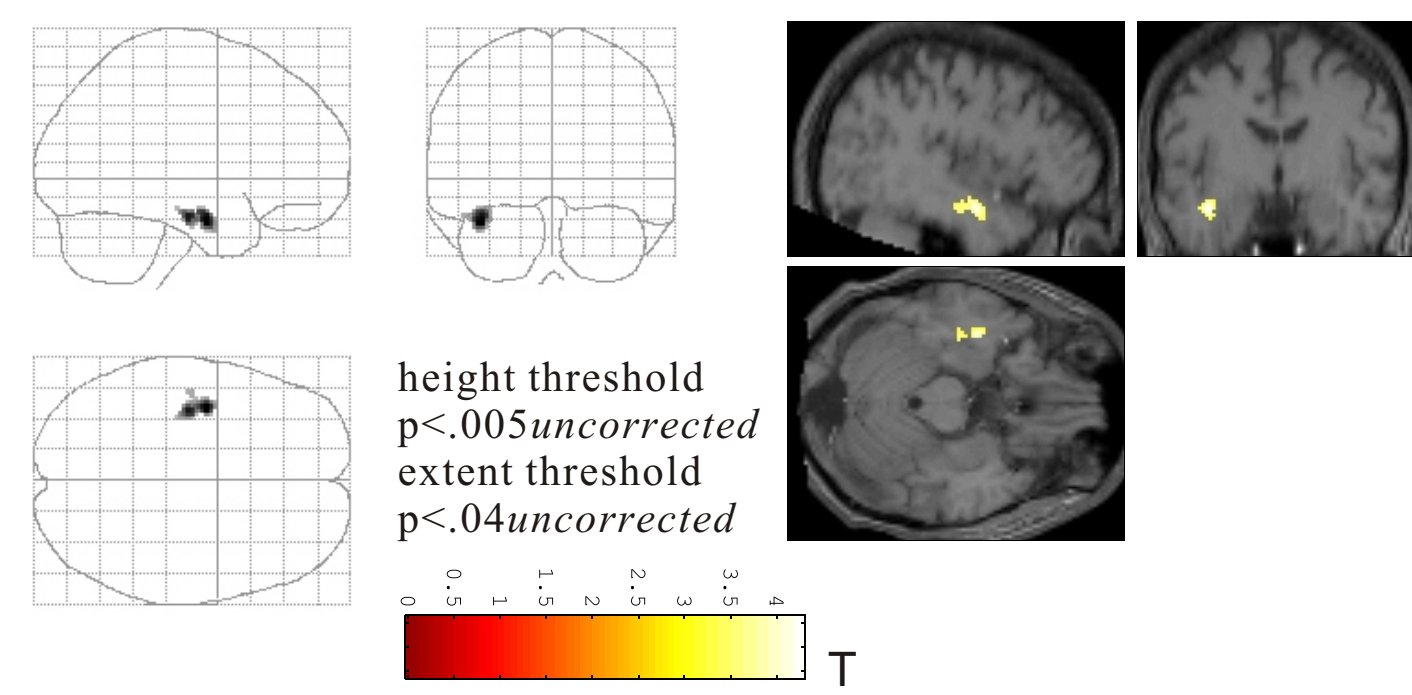 height threshold
p<.005uncorrected
extent threshold
p<.04uncorrected
0 0.5 1 1.5 2 2.5 3 3.5 4
T